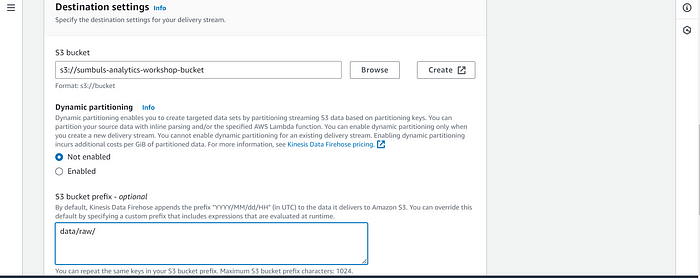 Destination settings Info
Specify the destination settings for your delivery stream.
S3 bucket
s3://sumbuls-analytics-workshop-bucket
Browse
Create
Format: s3://bucket
Dynamic partitioning Info
Dynamic partitioning enables you to create targeted data sets by partitioning streaming S3 data based on partitioning keys. You can
partition your source data with inline parsing and/or the specified AWS Lambda function. You can enable dynamic partitioning only when
you create a new delivery stream. You cannot enable dynamic partitioning for an existing delivery stream. Enabling dynamic partitioning
incurs additional costs per GiB of partitioned data. For more information, see Kinesis Data Firehose pricing.
Not enabled
Enabled
S3 bucket prefix - optional
By default, Kinesis Data Firehose appends the prefix "YYYY/MM/dd/HH" (in UTC) to the data it delivers to Amazon S3. You can override this
default by specifying a custom prefix that includes expressions that are evaluated at runtime.
data/raw/
You can repeat the same keys in your S3 bucket prefix. Maximum S3 bucket prefix characters: 1024.